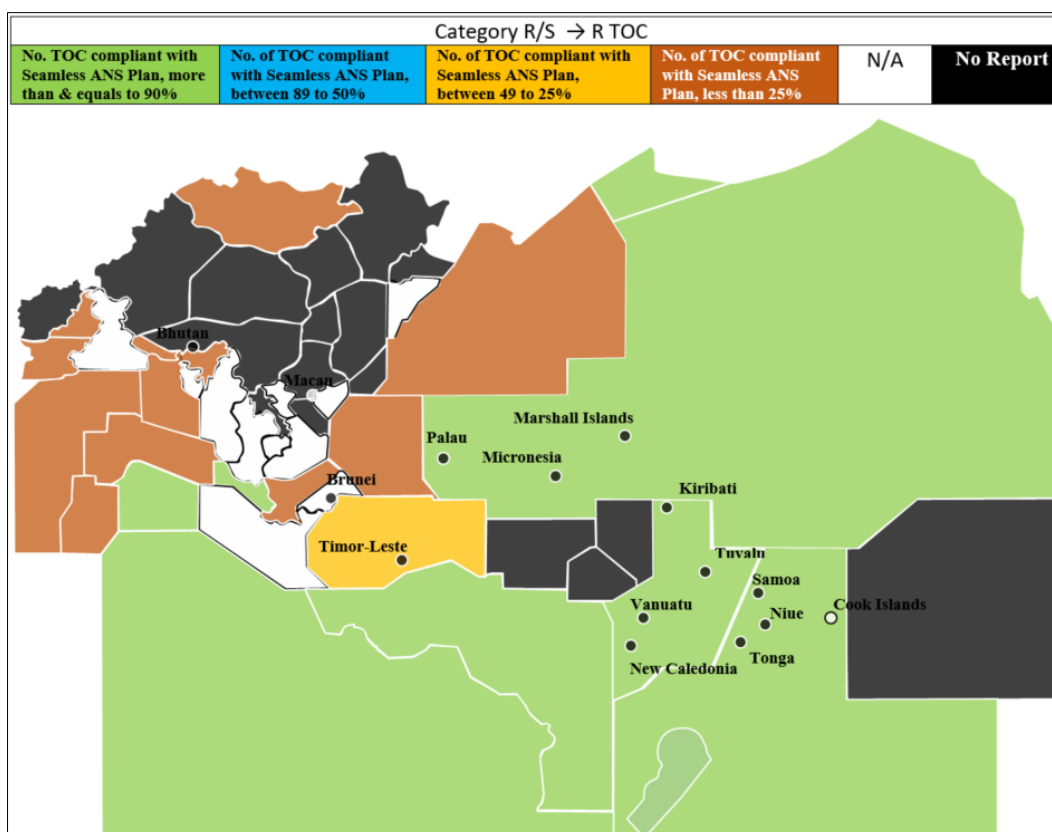 Category R/S → R TOC
No. TOC compliant with
Seamless ANS Plan, more
than & equals to 90%
No. of TOC compliant
with Seamless ANS Plan,
between 89 to 50%
No. of TOC compliant with
Seamless ANS Plan,
between 49 to 25%
No. of TOC compliant
with Seamless ANS
Plan, less than 25%
N/A
No Report
Bhutan
Macau
Marshall Islands
Palau
Micronesia
Brunei
Kiribati
Timor-Leste
Tuvalu
Samoa
Vanuatu
Niue
Cook Islands
New Caledonia
Tonga